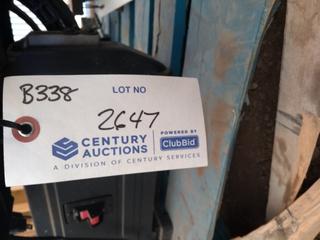 B338
LOT NO
2647
CENTURY AUCTIONS
POWERED BY
ClubBid
A DIVISION OF CENTURY SERVICES